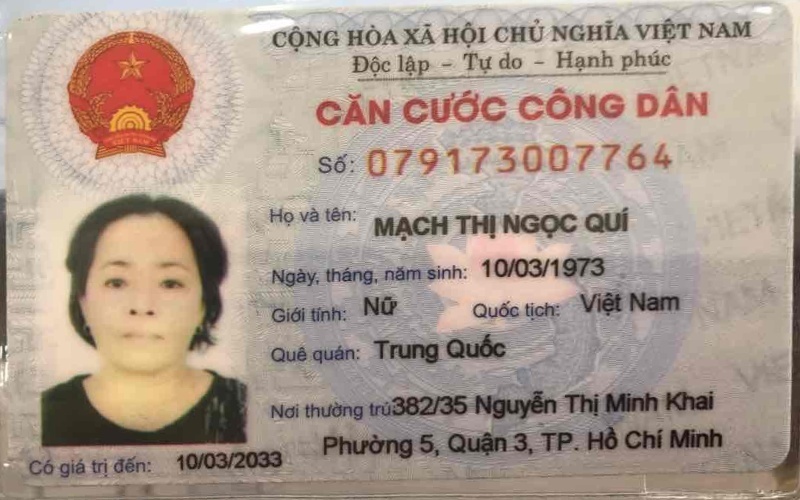 CỘNG HÒA XÃ HỘI CHỦ NGHĨA VIỆT NAM
Độc lập - Tự do - Hạnh phúc
CĂN CƯỚC CÔNG DÂN
Số: 079173007764
Họ và tên: MẠCH THỊ NGỌC QUÍ
Ngày, tháng, năm sinh: 10/03/1973
Giới tính: Nữ Quốc tịch: Việt Nam
Quê quán: Trung Quốc
Nơi thường trú: 382/35 Nguyễn Thị Minh Khai
Phường 5, Quận 3, TP. Hồ Chí Minh
Có giá trị đến: 10/03/2033
VIỆT NAM